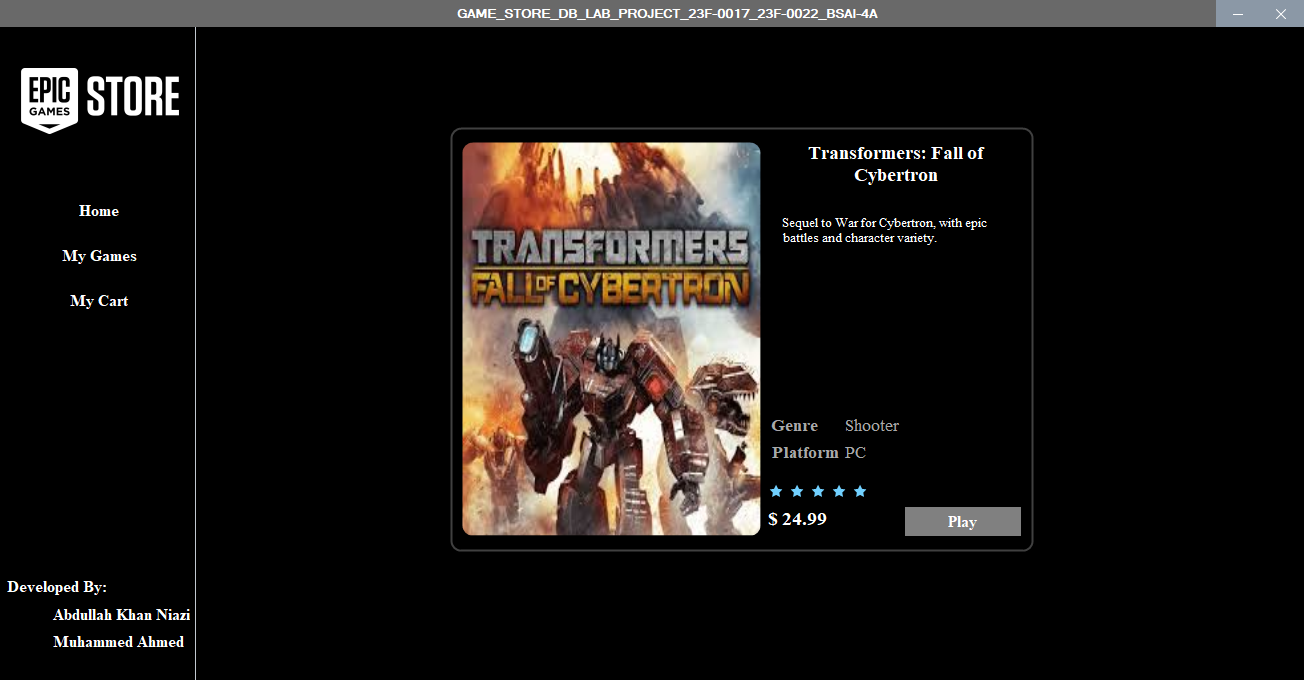 GAME_STORE_DB_LAB_PROJECT_23F-0017_23F-0022_BSAI-4A
EPIC
GAMES
STORE
Home
My Games
My Cart
Developed By:
Abdullah Khan Niazi
Muhammed Ahmed
TRANSFORMERS
FALL OF CYBERTRON
Transformers: Fall of
Cybertron
Sequel to War for Cybertron, with epic
battles and character variety.
Genre Shooter
Platform PC
$ 24.99
Play